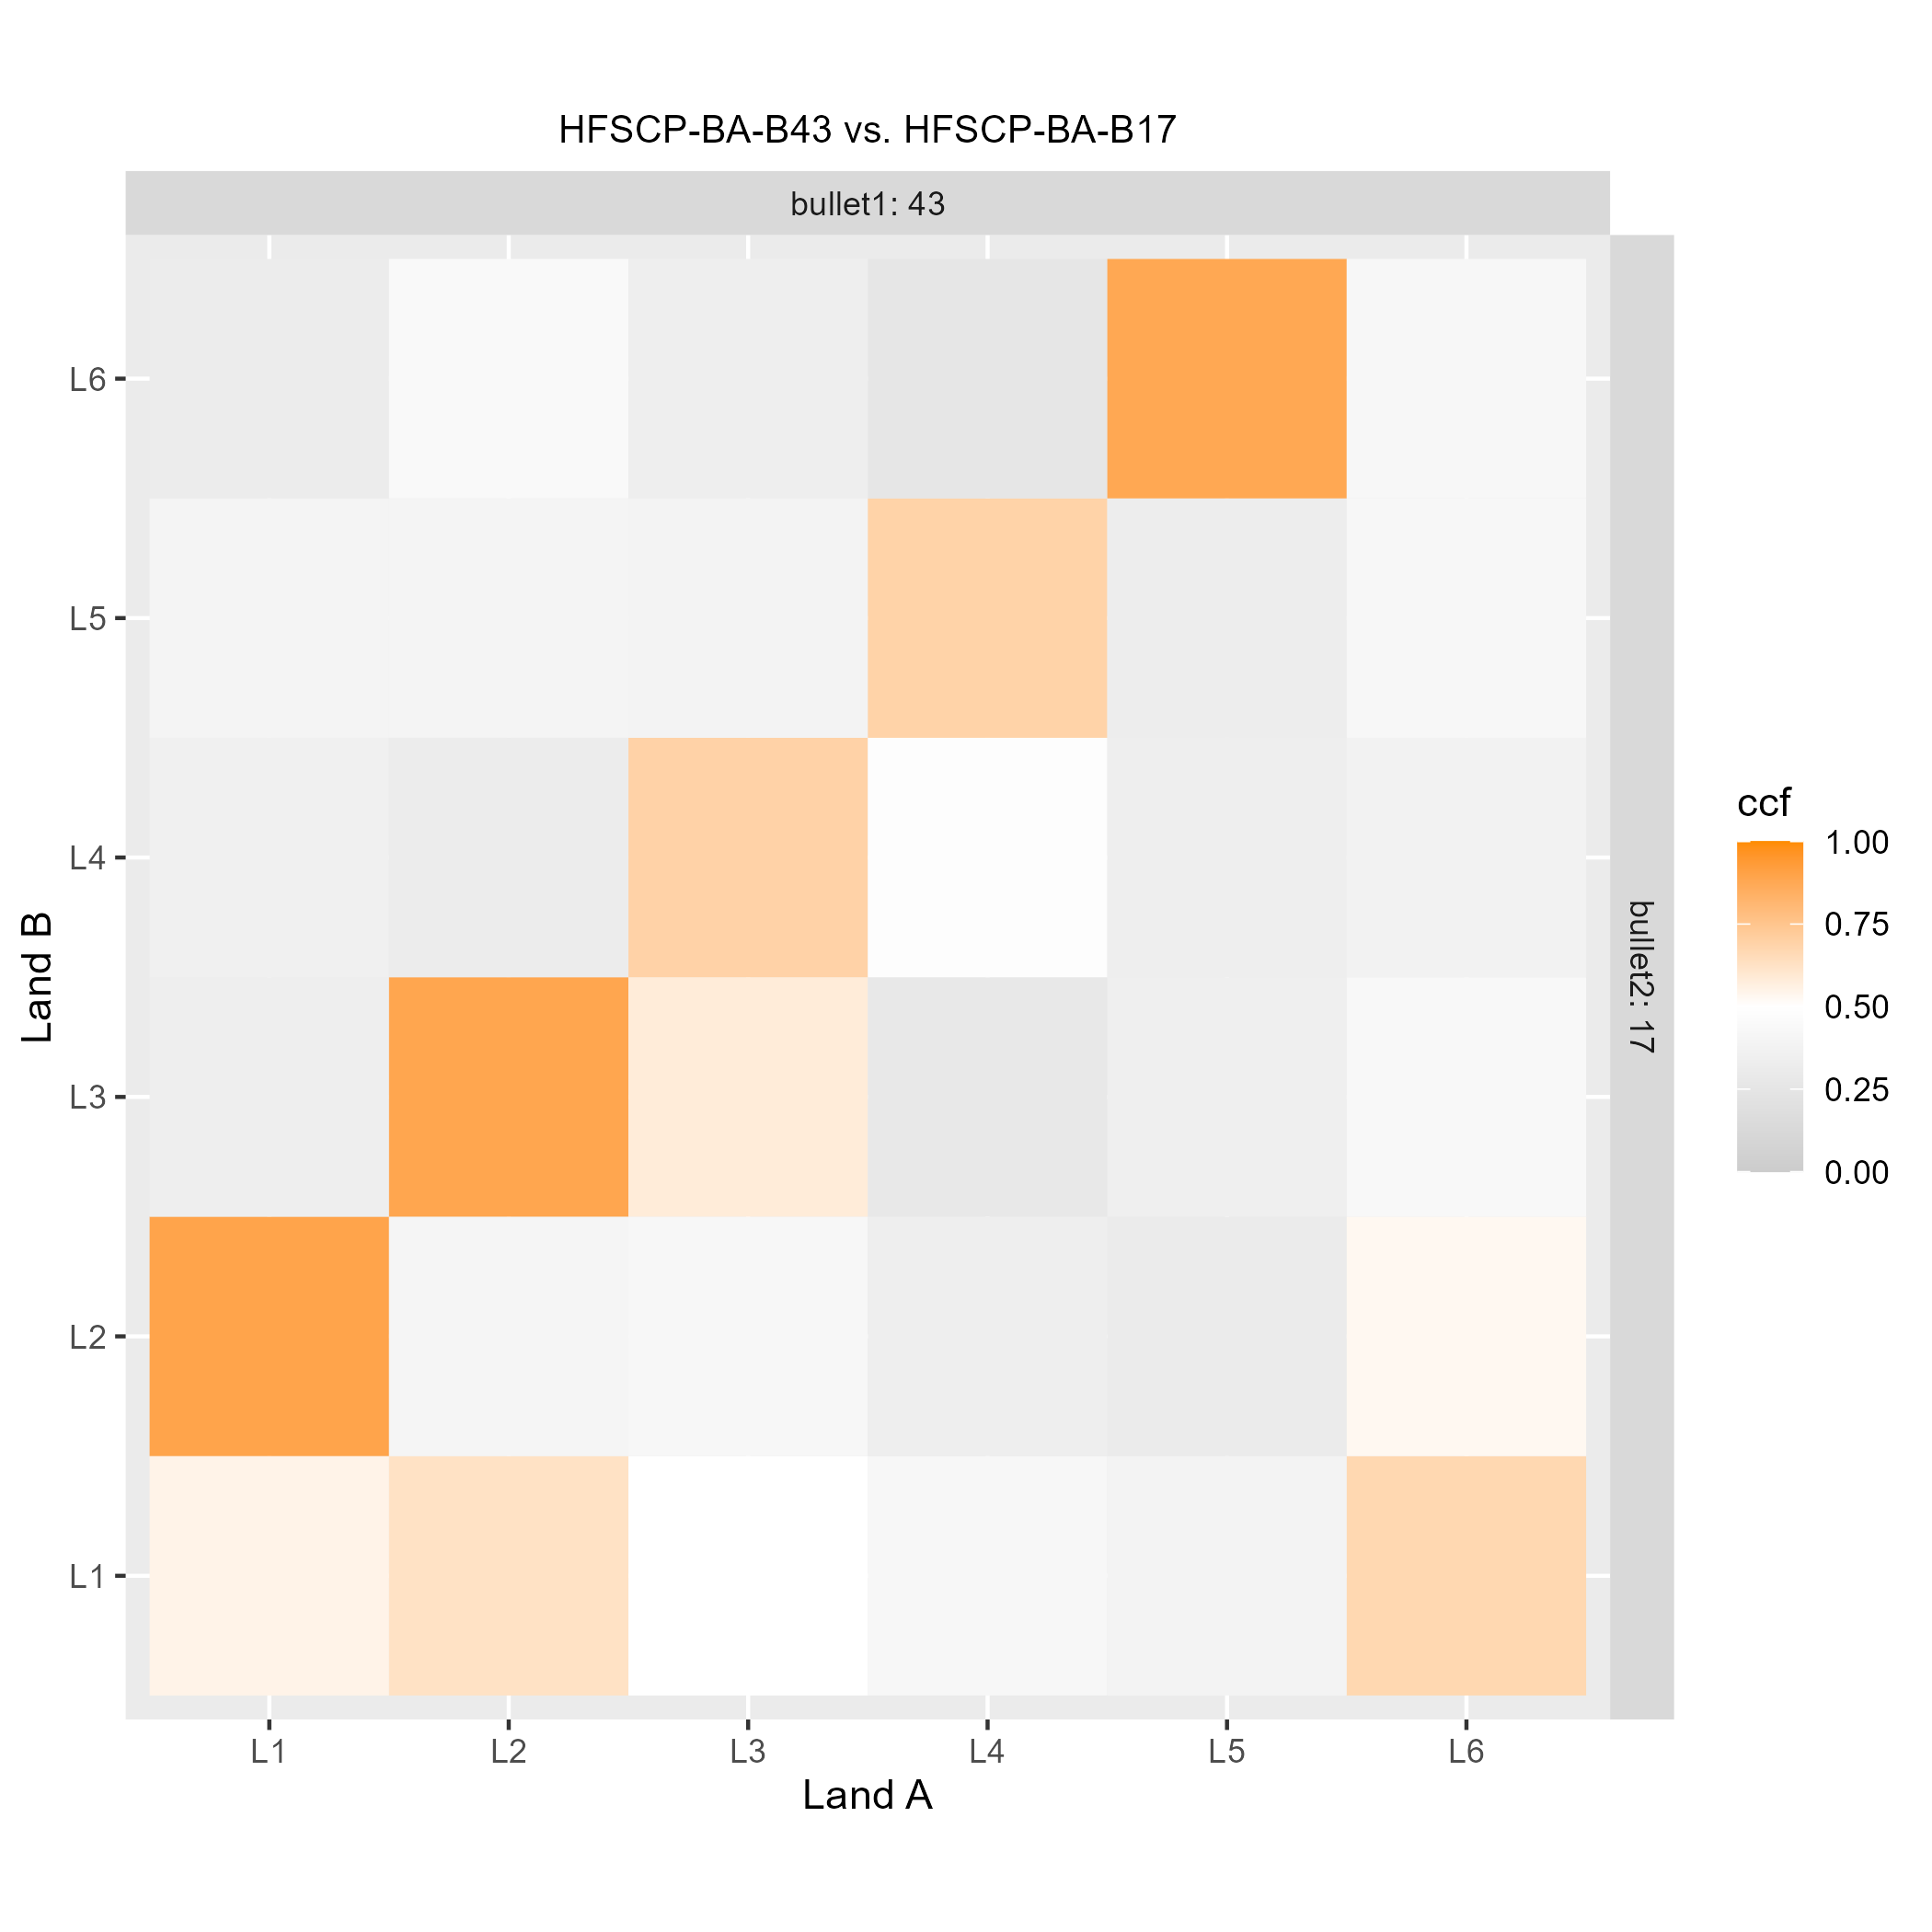 HFSCP-BA-B43 vs. HFSCP-BA-B17
bullet1: 43
L6
L5
L4
L3
L2
L1
Land B
bullet2: 17
L1 L2 L3 L4 L5 L6
Land A
ccf
1.00
0.75
0.50
0.25
0.00